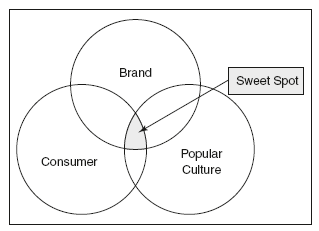 Brand
Sweet Spot
Consumer
Popular
Culture